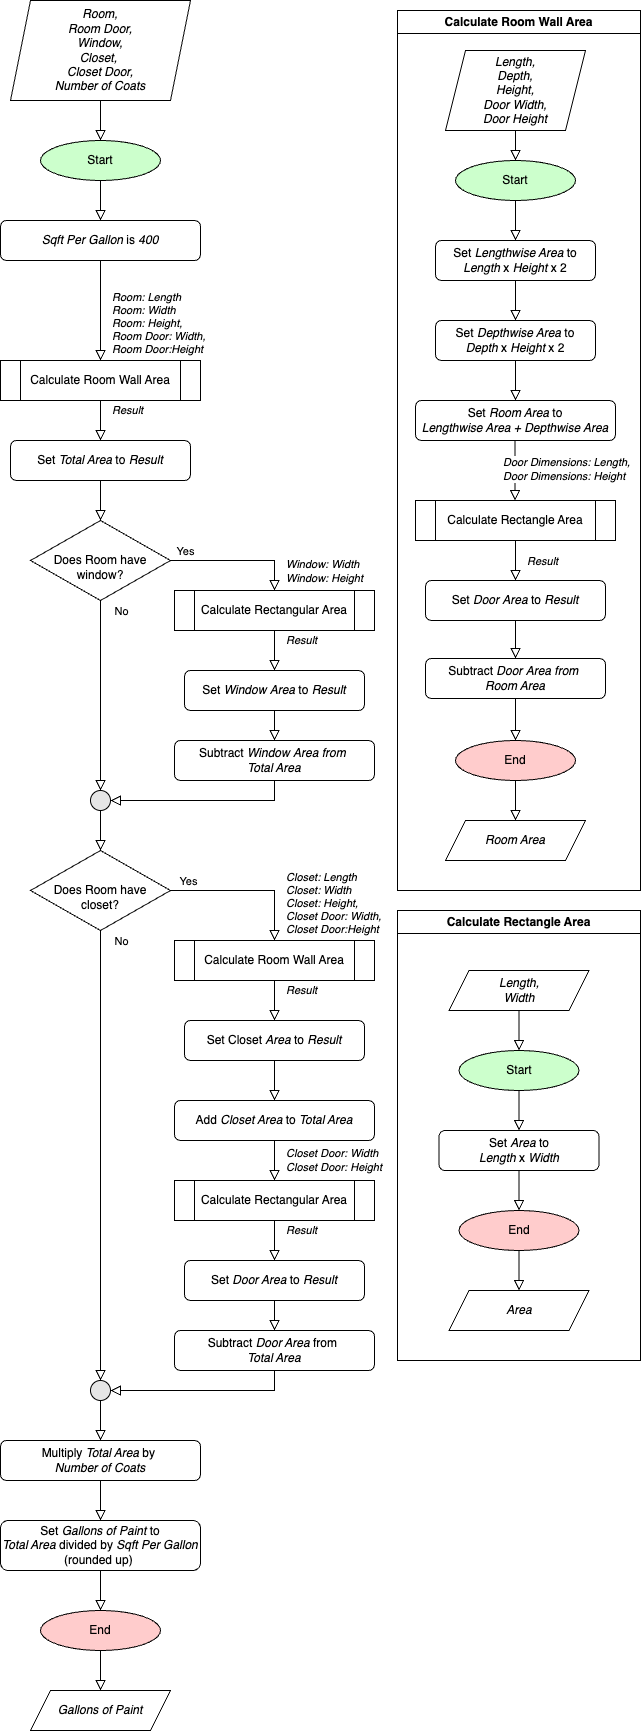 Room,
Room Door,
Window,
Closet,
Closet Door,
Number of Coats
Start
Sqft Per Gallon is 400
Room: Length
Room: Width
Room: Height,
Room Door: Width,
Room Door:Height
Calculate Room Wall Area
Result
Set Total Area to Result
Does Room have
window?
Yes
No
Window: Width
Window: Height
Calculate Rectangular Area
Result
Set Window Area to Result
Subtract Window Area from
Total Area
Does Room have
closet?
Yes
No
Closet: Length
Closet: Width
Closet: Height,
Closet Door: Width,
Closet Door:Height
Calculate Room Wall Area
Result
Set Closet Area to Result
Add Closet Area to Total Area
Closet Door: Width
Closet Door: Height
Calculate Rectangular Area
Result
Set Door Area to Result
Subtract Door Area from
Total Area
Multiply Total Area by
Number of Coats
Set Gallons of Paint to
Total Area divided by Sqft Per Gallon
(rounded up)
End
Gallons of Paint
Calculate Room Wall Area
Length,
Depth,
Height,
Door Width,
Door Height
Start
Set Lengthwise Area to
Length x Height x 2
Set Depthwise Area to
Depth x Height x 2
Set Room Area to
Lengthwise Area + Depthwise Area
Door Dimensions: Length,
Door Dimensions: Height
Calculate Rectangle Area
Result
Set Door Area to Result
Subtract Door Area from
Room Area
End
Room Area
Calculate Rectangle Area
Length,
Width
Start
Set Area to
Length x Width
End
Area